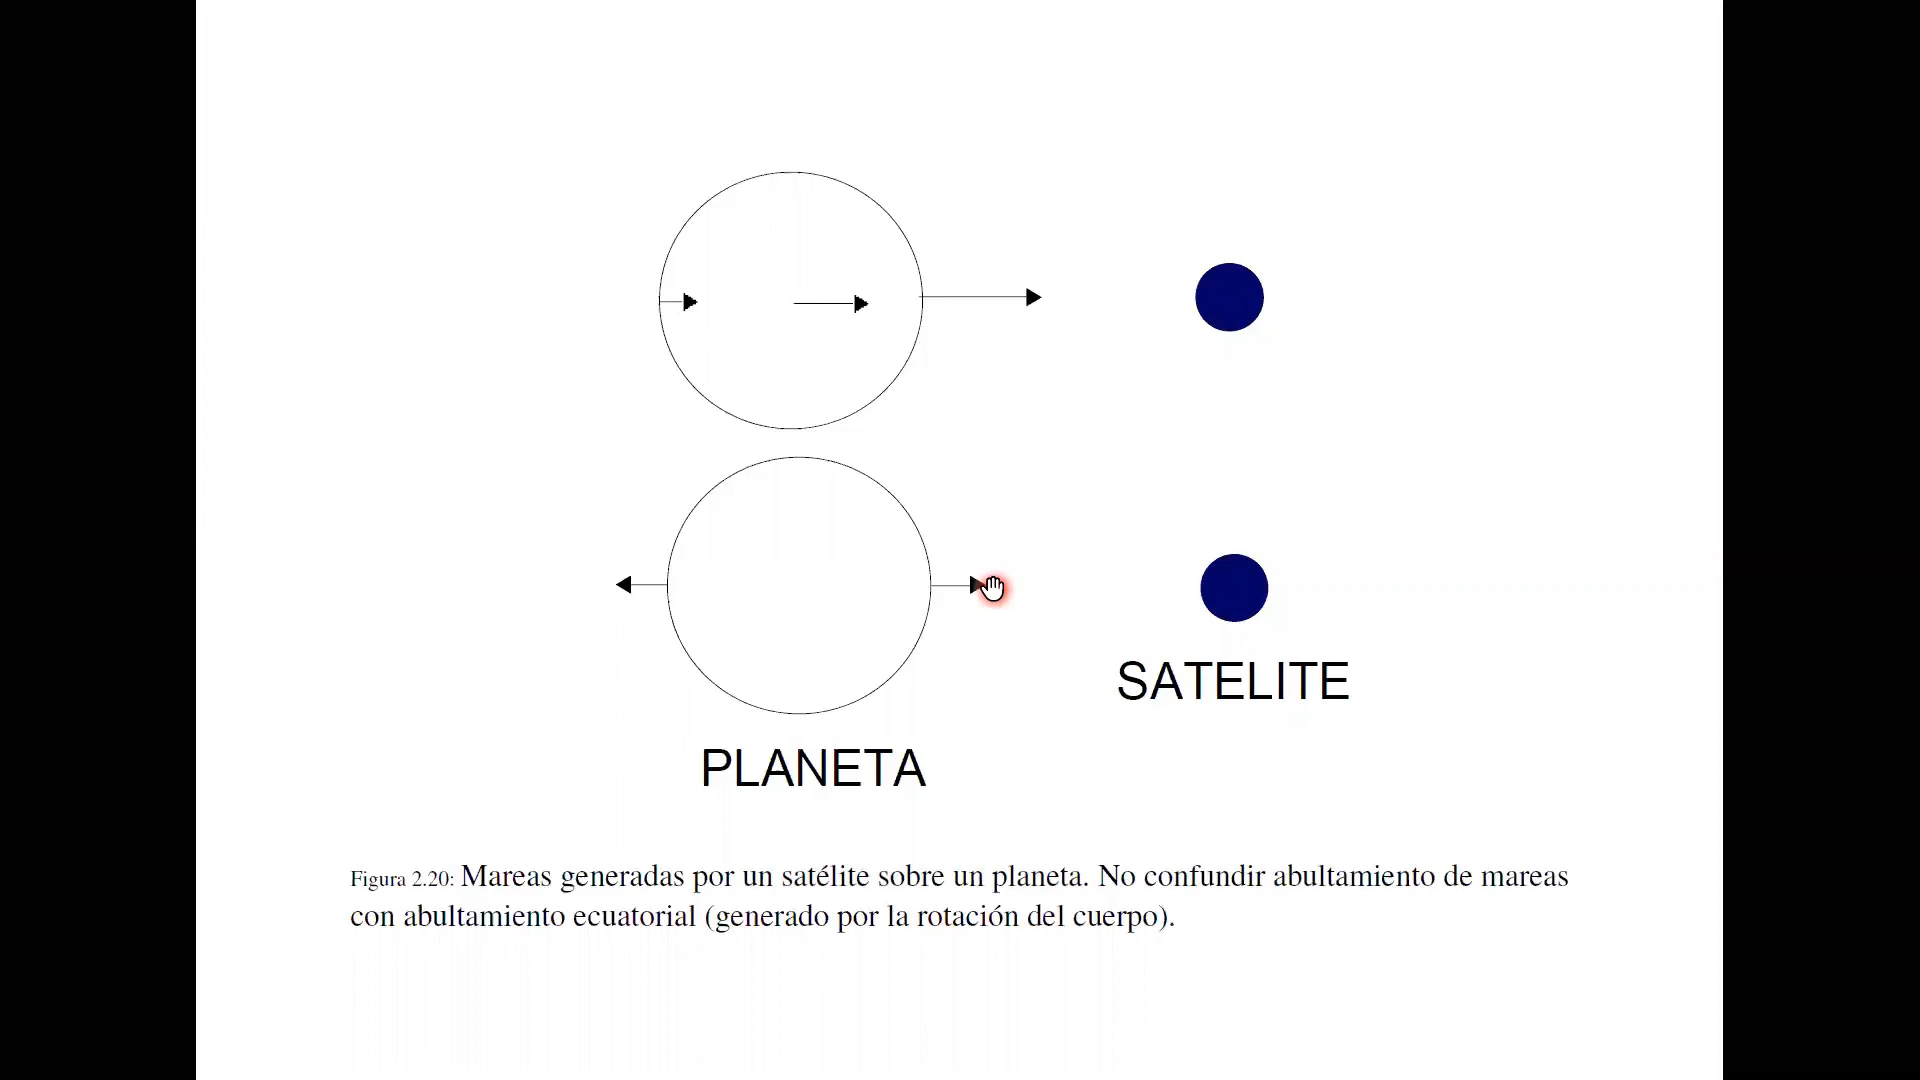 SATELITE
PLANETA
Figura 2.20: Mareas generadas por un satélite sobre un planeta. No confundir abultamiento de mareas
con abultamiento ecuatorial (generado por la rotación del cuerpo).